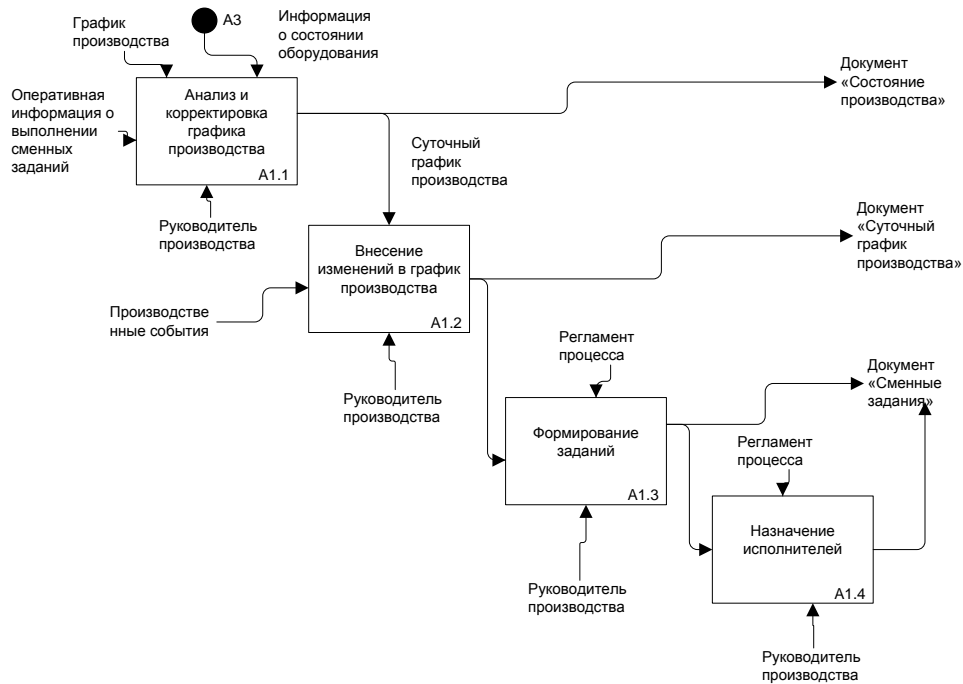 График
производства
А3
Информация
о состоянии
оборудования
Оперативная
информация о
выполнении
сменных
заданий
Анализ и
корректировка
графика
производства
А1.1
Документ
«Состояние
производства»
Суточный
график
производства
Руководитель
производства
Документ
«Суточный
график
производства»
Внесение
изменений в график
производства
А1.2
Производстве
нные события
Регламент
процесса
Руководитель
производства
Документ
«Сменные
задания»
Формирование
заданий
А1.3
Регламент
процесса
Назначение
исполнителей
А1.4
Руководитель
производства
Руководитель
производства